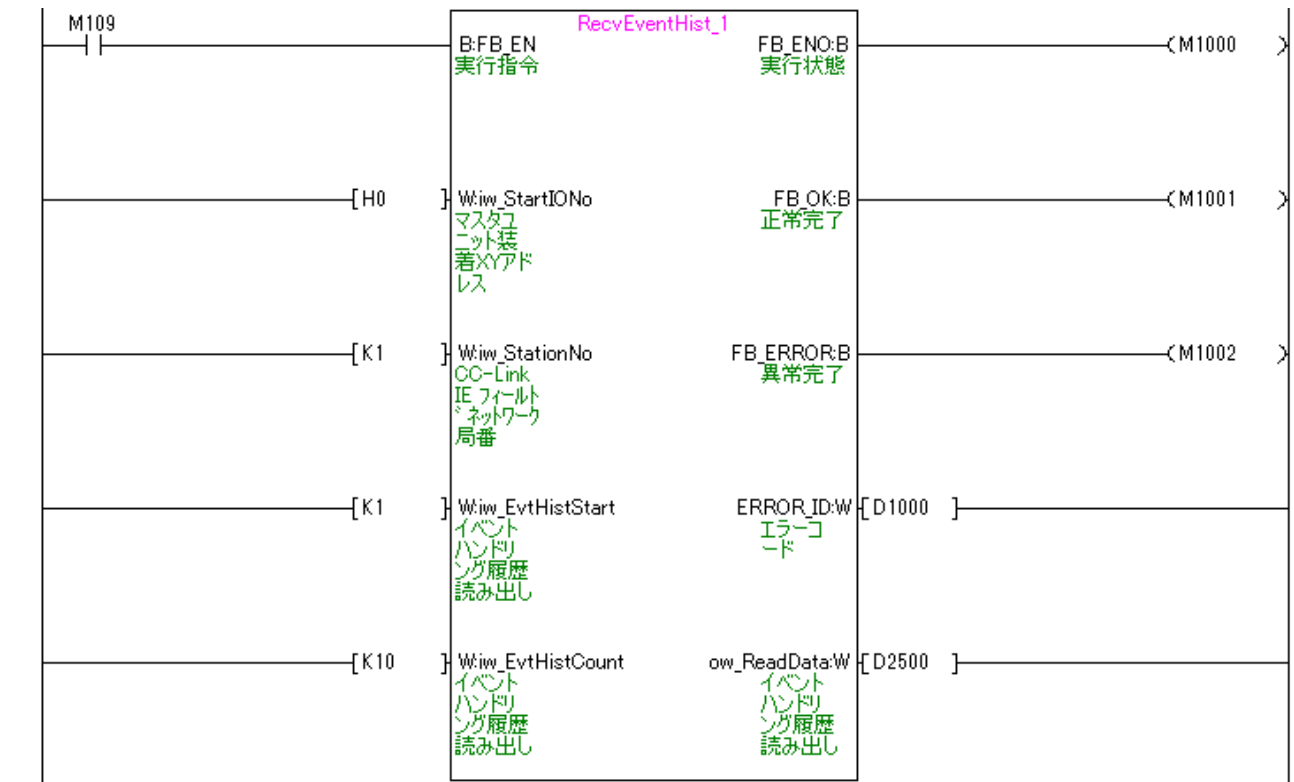 M109
RecvEventHist_1
B:FB_EN
FB_ENO:B
(M1000 )
実行指令
実行状態
[H0 ]
W:iw_StartIONo
FB_OK:B
(M1001 )
マスタユ
ニット装
着XYアド
レス
正常完了
[K1 ]
W:iw_StationNo
FB_ERROR:B
(M1002 )
CC-Link
IE フィールド
ネットワーク
局番
異常完了
[K1 ]
W:iw_EvtHistStart
ERROR_ID:W
[D1000 ]
イベント
ハンドリ
ング履歴
読み出し
エラーコ
ード
[K10 ]
W:iw_EvtHistCount
ow_ReadData:W
[D2500 ]
イベント
ハンドリ
ング履歴
読み出し
イベント
ハンドリ
ング履歴
読み出し